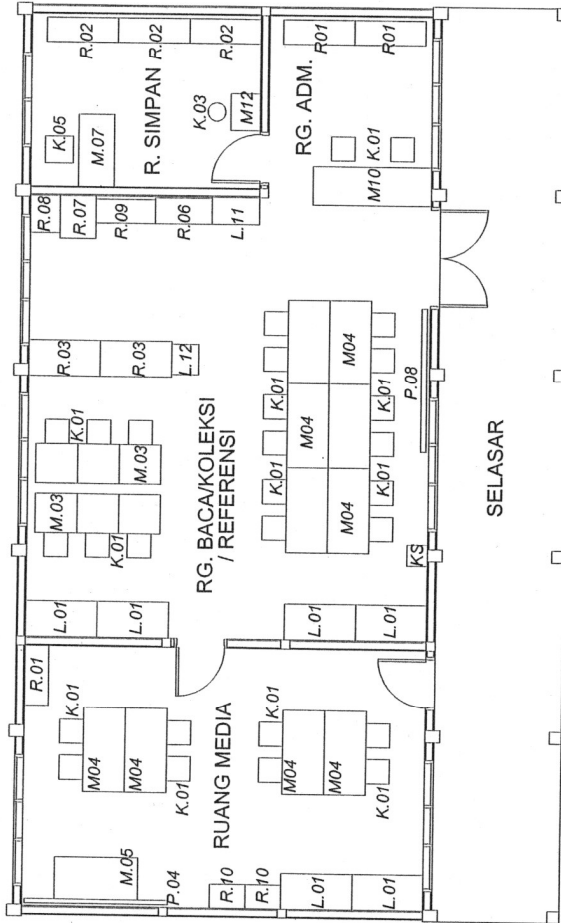 R.01
K.01
M04
M04
K.01
M.05
P.04
R.10
R.10
L.01
L.01
RUANG MEDIA
K.01
M04
M04
K.01
L.01
L.01
L.01
L.01
K.01
M.03
M.03
K.01
R.03
R.03
L.12
RG. BACA/KOLEKSI
/ REFERENSI
R.08
R.07
R.09
R.06
L.11
K.01
K.01
K.01
M04
M04
M04
K.01
K.01
KS
P.08
R.02
R.02
R.02
K.05
M.07
R. SIMPAN
K.03
M12
RG. ADM.
R01
R01
K.01
M10
SELASAR